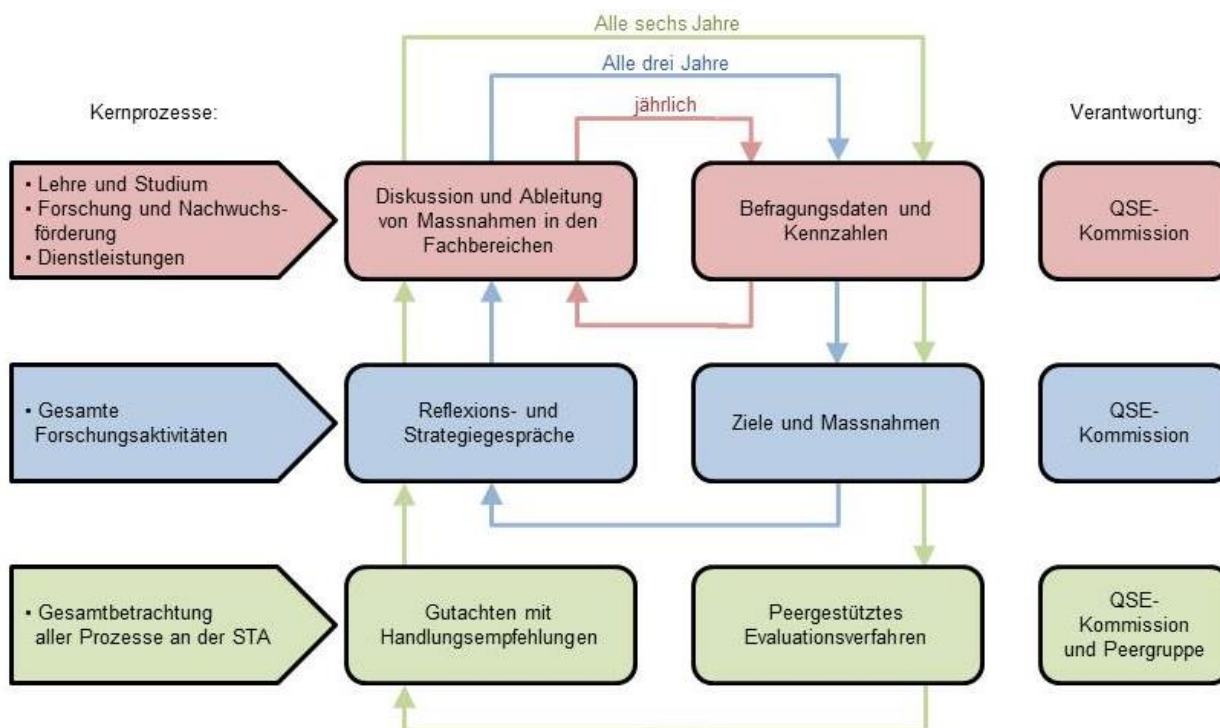 Alle sechs Jahre
Alle drei Jahre
jährlich
Kernprozesse:
Verantwortung:
• Lehre und Studium
• Forschung und Nachwuchs-
förderung
• Dienstleistungen
Diskussion und Ableitung
von Massnahmen in den
Fachbereichen
Befragungsdaten und
Kennzahlen
QSE-
Kommission
• Gesamte
Forschungsaktivitäten
Reflexions- und
Strategiegespräche
Ziele und Massnahmen
QSE-
Kommission
• Gesamtbetrachtung
aller Prozesse an der STA
Gutachten mit
Handlungsempfehlungen
Peergestütztes
Evaluationsverfahren
QSE-
Kommission
und Peergruppe